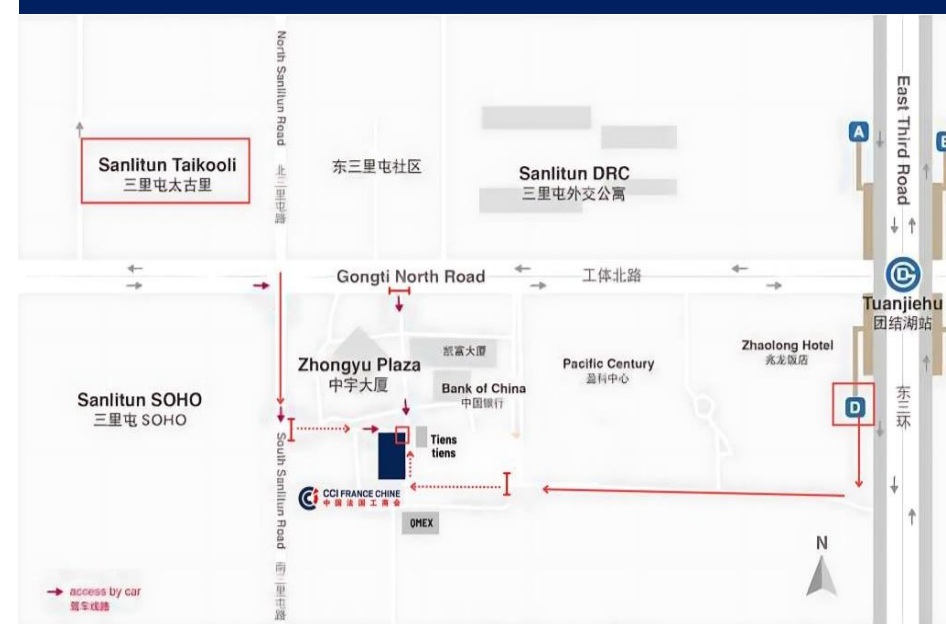 North Sanlitun Road 北三里屯路
East Third Road
A
Sanlitun Taikooli
三里屯太古里
东三里屯社区
Sanlitun DRC
三里屯外交公寓
Gongti North Road
工体北路
Tuanjiehu
团结湖站
Zhongyu Plaza
中宇大厦
凯富大厦
Zhaolong Hotel
兆龙饭店
Pacific Century
盈科中心
Bank of China
中国银行
Sanlitun SOHO
三里屯 SOHO
D
东三环
Tiens
tiens
South Sanlitun Road 南三里屯路
CCI FRANCE CHINE
中国法国工商会
QMEX
N
access by car
驾车线路